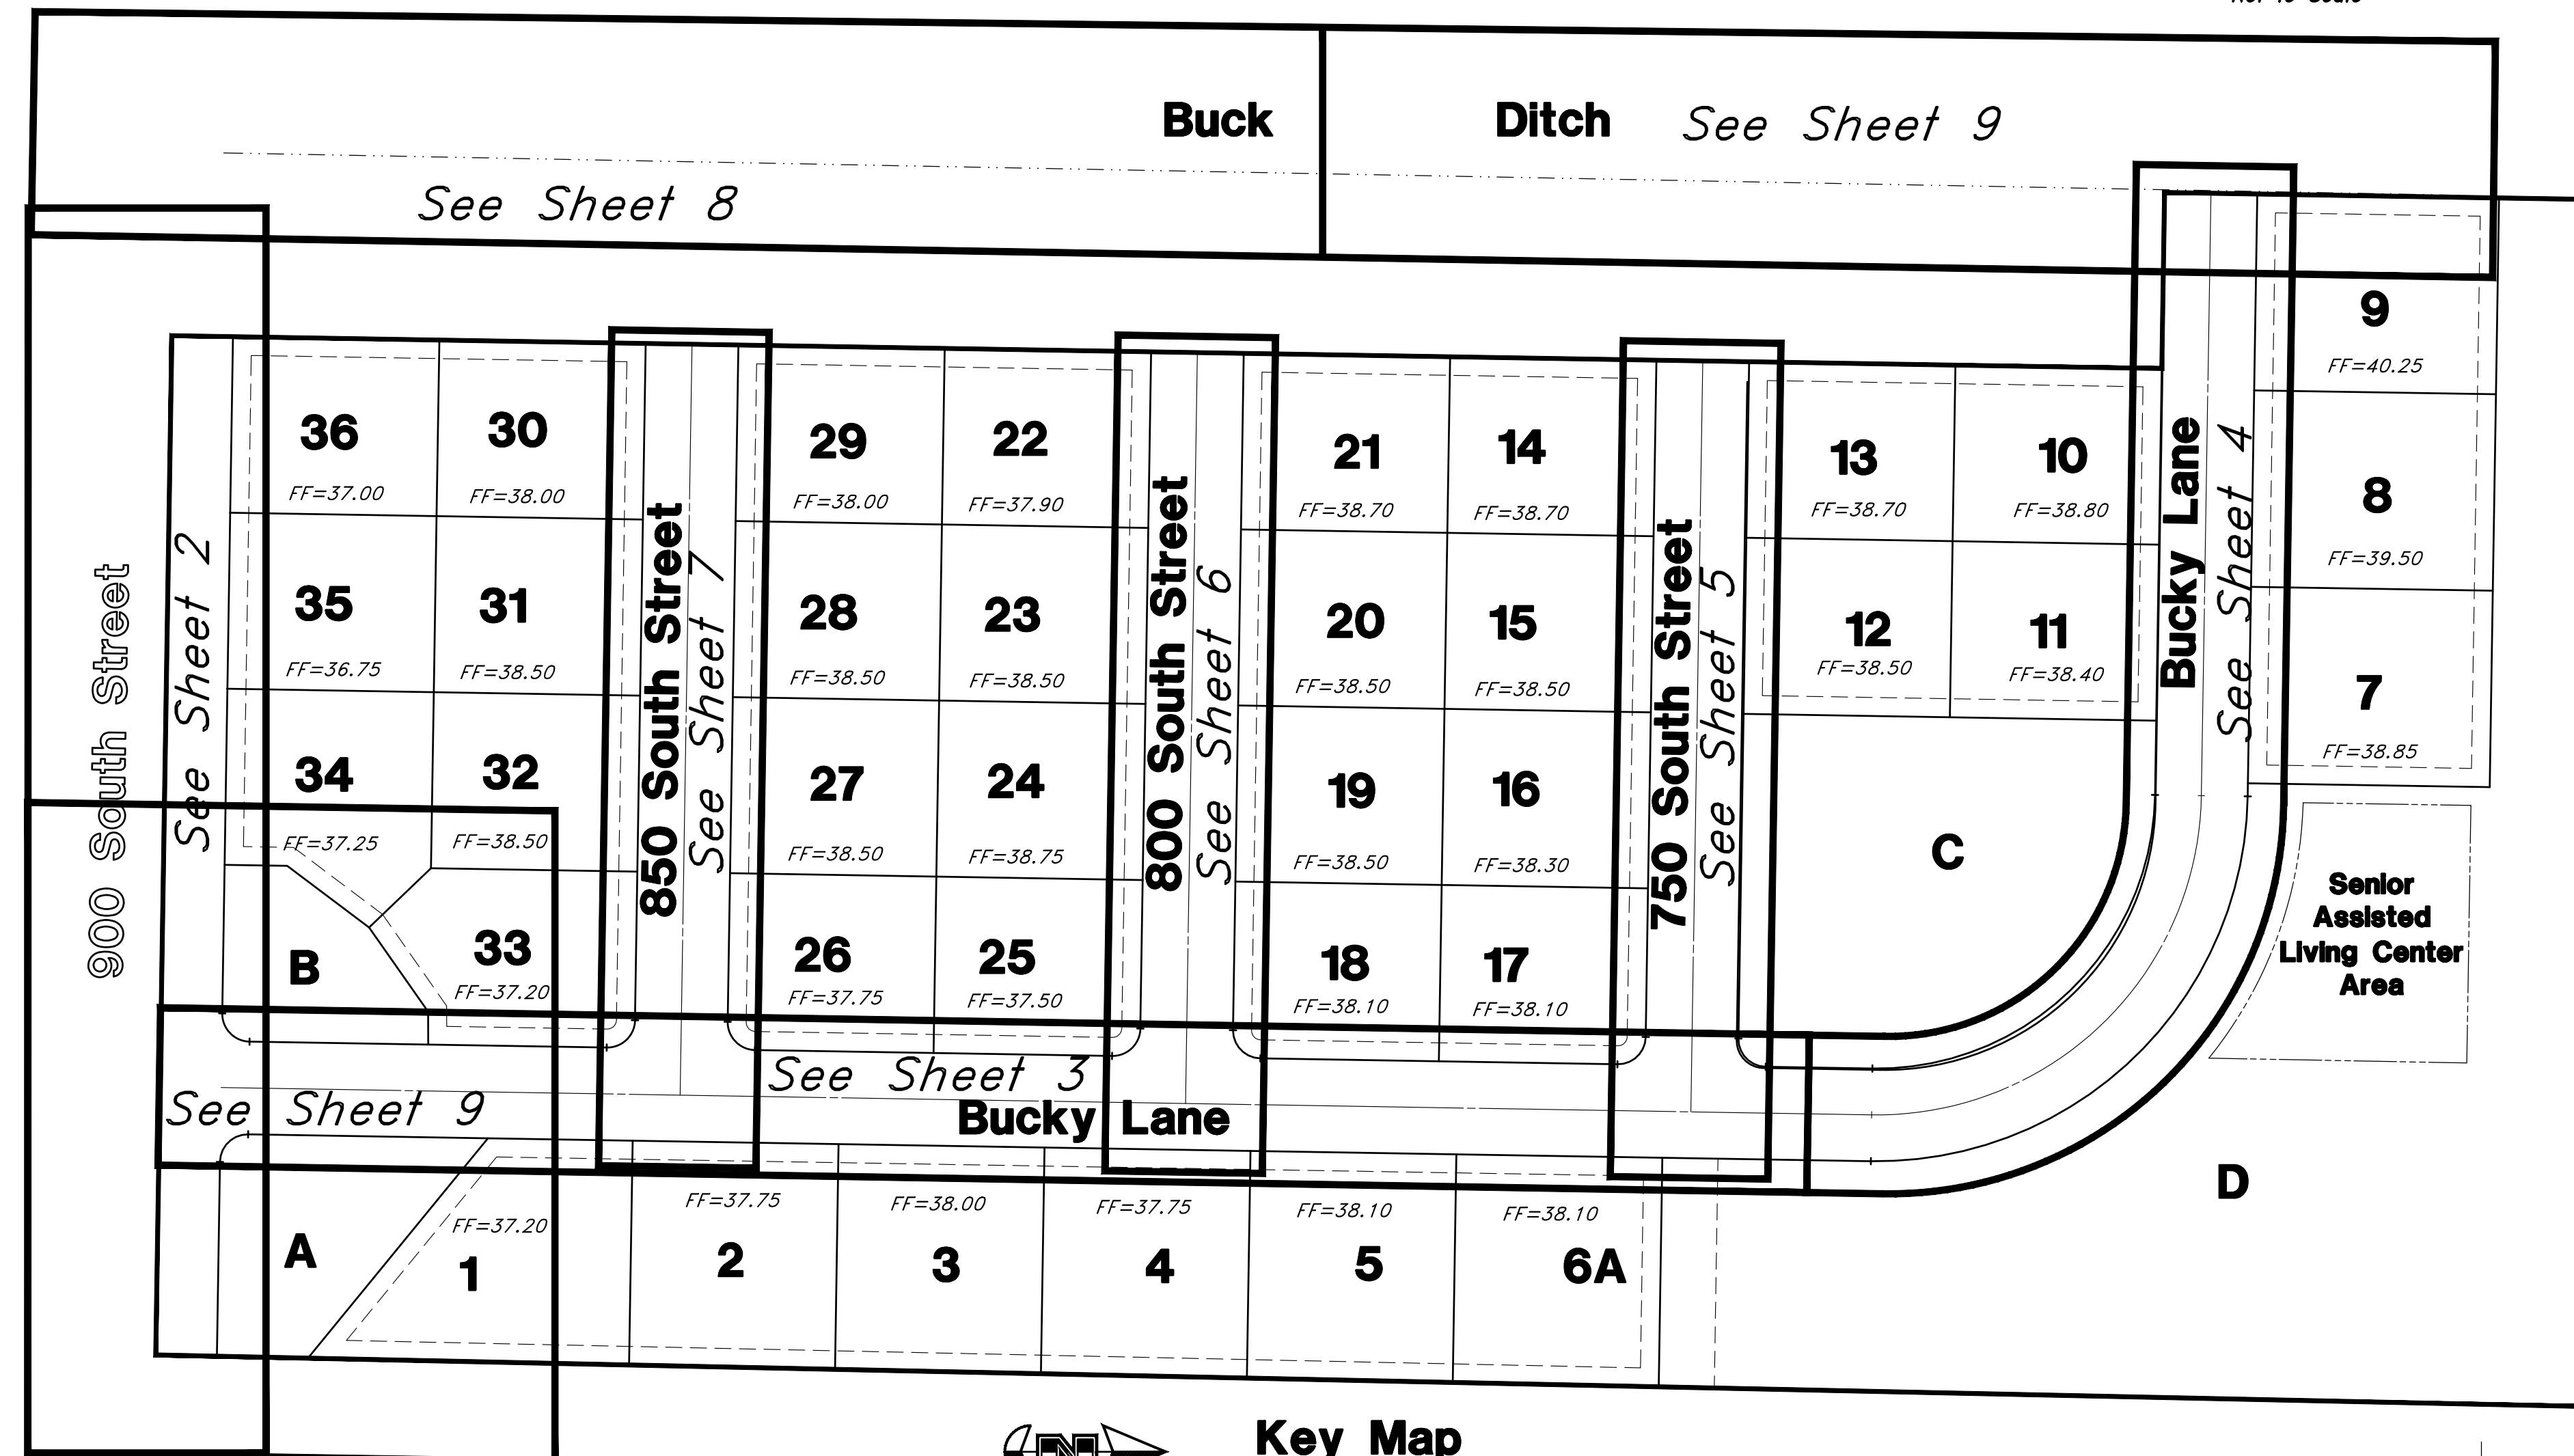 Buck Ditch See Sheet 9
See Sheet 8
9
FF=40.25
36 30 29 22 21 14 13 10
FF=37.00 FF=38.00 FF=38.00 FF=37.90 FF=38.70 FF=38.70 FF=38.70 FF=38.80
8
FF=39.50
35 31 28 23 20 15 12 11
FF=36.75 FF=38.50 FF=38.50 FF=38.50 FF=38.50 FF=38.50 FF=38.50 FF=38.40
7
FF=38.85
34 32 27 24 19 16
FF=37.25 FF=38.50 FF=38.50 FF=38.75 FF=38.50 FF=38.30
C
B 33 26 25 18 17
FF=37.20 FF=37.75 FF=37.50 FF=38.10 FF=38.10
900 South Street
See Sheet 2
850 South Street
See Sheet 7
800 South Street
See Sheet 6
750 South Street
See Sheet 5
Bucky Lane
See Sheet 4
Senior
Assisted
Living Center
Area
See Sheet 3
See Sheet 9
Bucky Lane
D
FF=37.20 FF=37.75 FF=38.00 FF=37.75 FF=38.10 FF=38.10
A 1 2 3 4 5 6A
N
Key Map